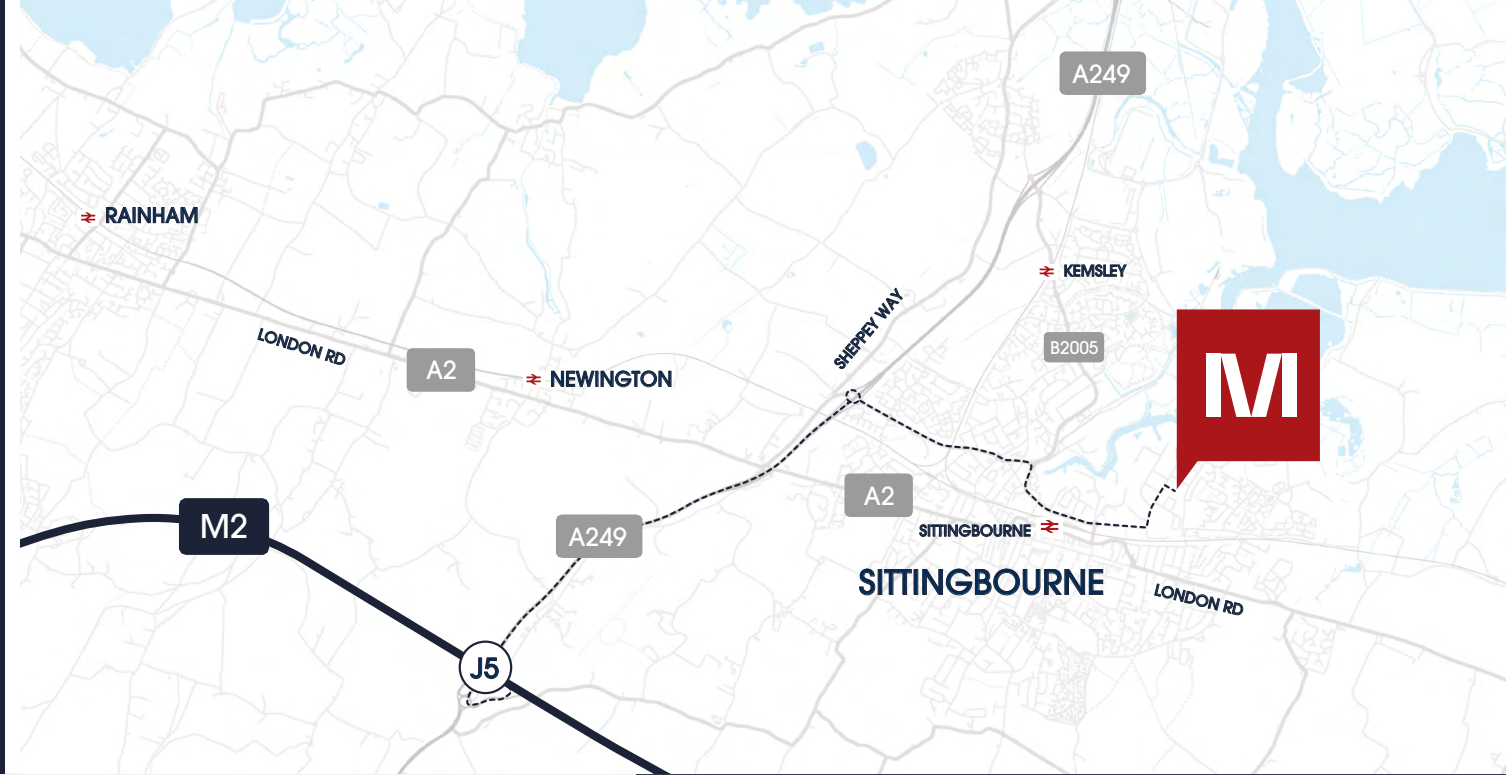 A249
RAINHAM
KEMSLEY
SHEPPEY WAY
LONDON RD
B2005
A2
NEWINGTON
M
A2
M2
A249
SITTINGBOURNE
SITTINGBOURNE
LONDON RD
J5